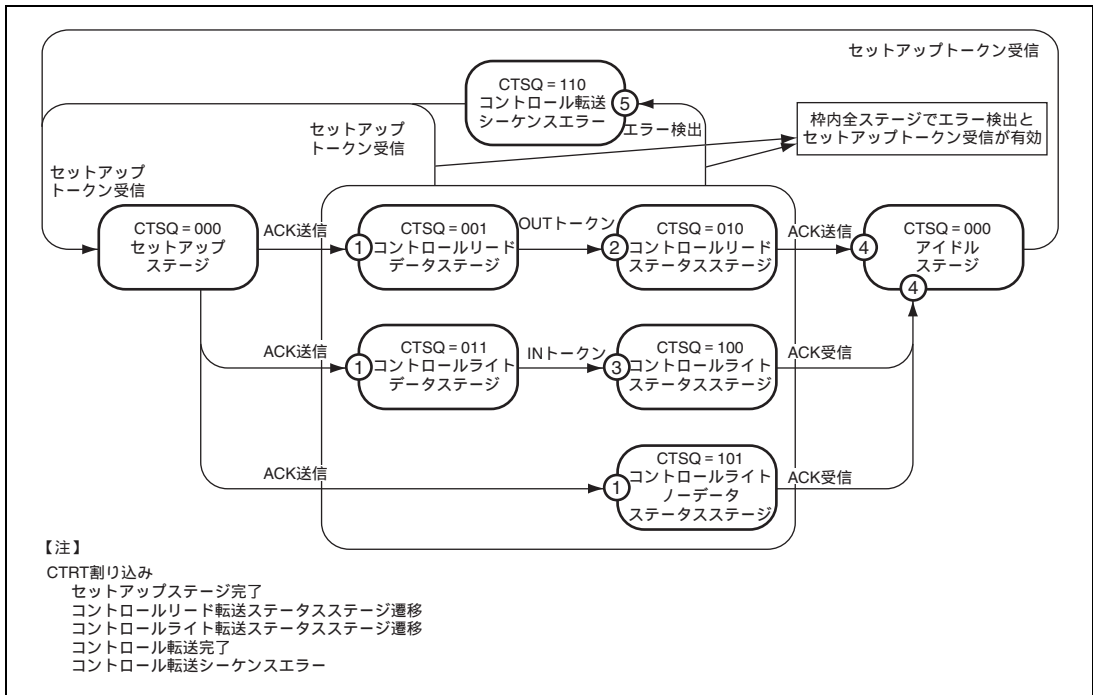 セットアップトークン受信
CTSQ = 110
コントロール転送
シーケンスエラー
5
エラー検出
セットアップ
トークン受信
枠内全ステージでエラー検出と
セットアップトークン受信が有効
セットアップ
トークン受信
CTSQ = 000
セットアップ
ステージ
ACK送信
1
CTSQ = 001
コントロールリード
データステージ
OUTトークン
2
CTSQ = 010
コントロールリード
ステータスステージ
ACK送信
4
CTSQ = 000
アイドル
ステージ
4
ACK送信
1
CTSQ = 011
コントロールライト
データステージ
INトークン
3
CTSQ = 100
コントロールライト
ステータスステージ
ACK受信
ACK送信
1
CTSQ = 101
コントロールライト
ノーデータ
ステータスステージ
ACK受信
【注】
CTRT割り込み
セットアップステージ完了
コントロールリード転送ステータスステージ遷移
コントロールライト転送ステータスステージ遷移
コントロール転送完了
コントロール転送シーケンスエラー